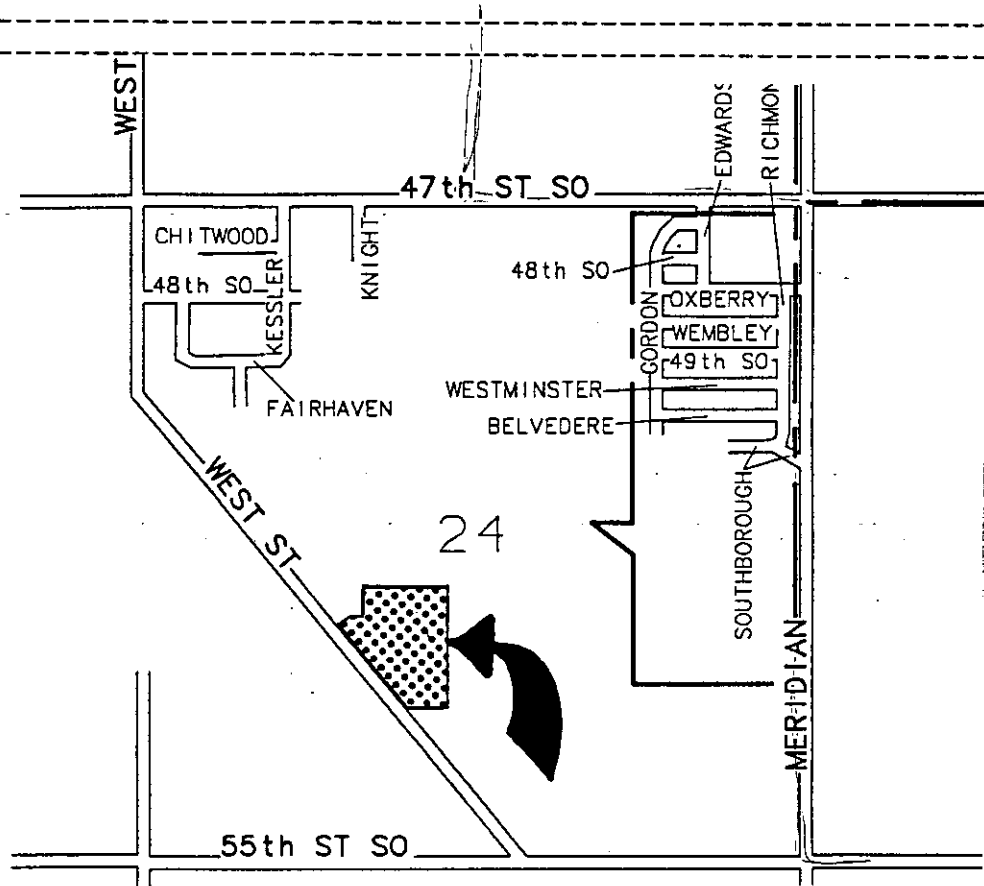 WEST
EDWARDS
RICHMON
47th ST SO
CHITWOOD
KNIGHT
48th SO
48th SO
KESSLER
GORDON
OXBERRY
WEMBLEY
49th SO
WESTMINSTER
FAIRHAVEN
BELVEDERE
WEST ST
24
SOUTHBOROUGH
MERIDIAN
55th ST SO